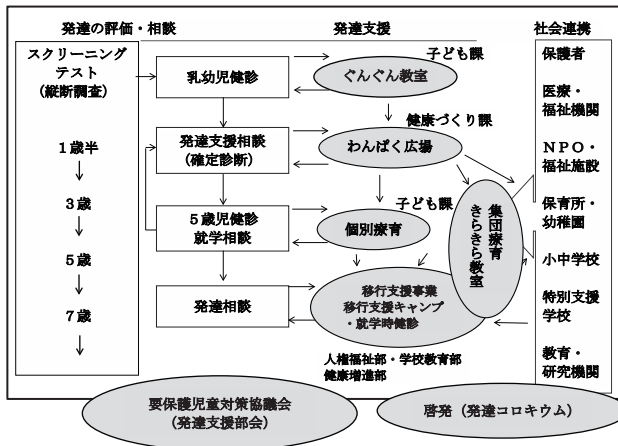 発達の評価・相談
発達支援
社会連携
スクリーニング
テスト
(縦断調査)
1歳半
3歳
5歳
7歳
乳幼児健診
発達支援相談
(確定診断)
5歳児健診
就学相談
発達相談
子ども課
ぐんぐん教室
健康づくり課
わんぱく広場
子ども課
個別療育
集団療育
きらきら教室
移行支援事業
移行支援キャンプ
・就学時健診
人権福祉部・学校教育部
健康増進部
保護者
医療・
福祉機関
NPO・
福祉施設
保育所・
幼稚園
小中学校
特別支援
学校
教育・
研究機関
要保護児童対策協議会
(発達支援部会)
啓発(発達コロキウム)